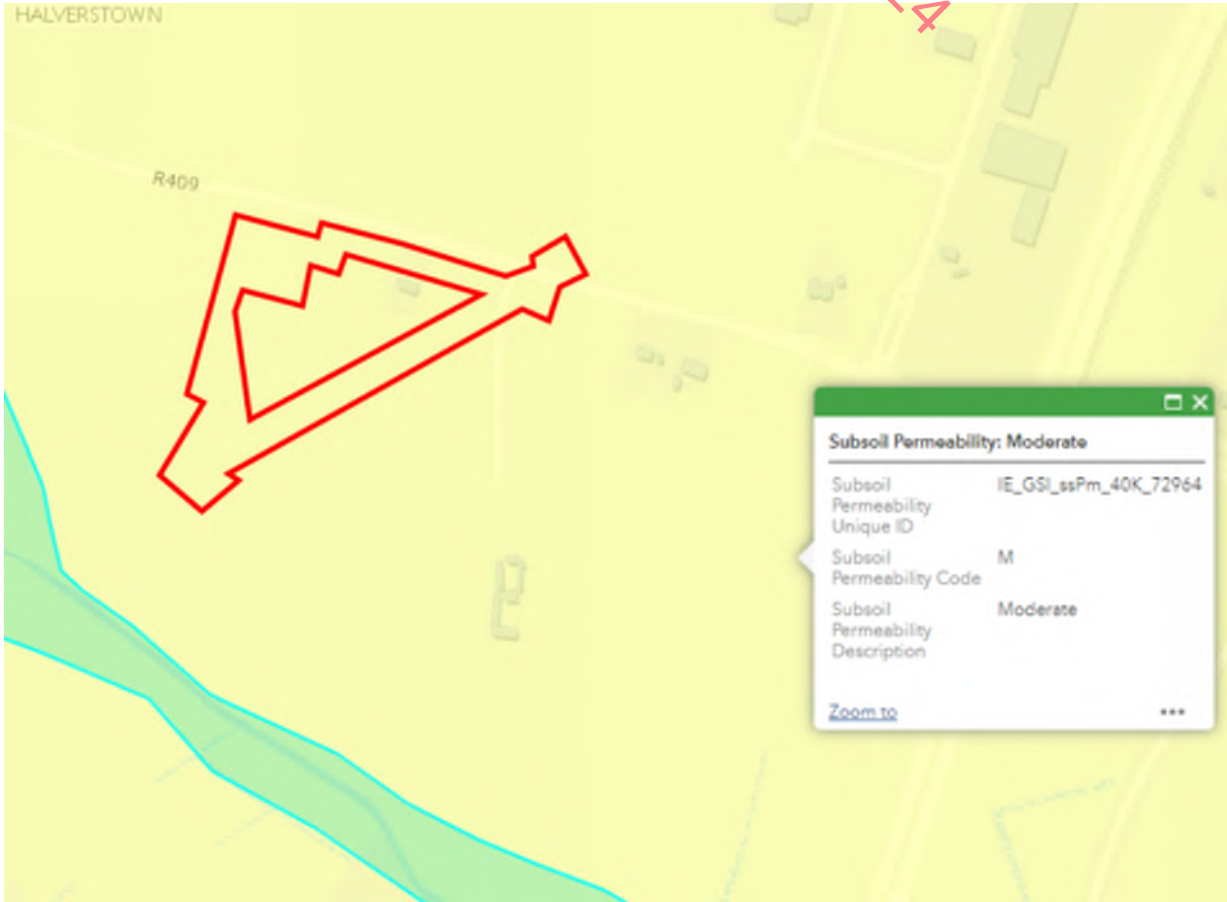 HALVERSTOWN
4
R409
Subsoil Permeability: Moderate
Subsoil
Permeability
Unique ID
IE_GSI_ssPm_40K_72964
Subsoil
Permeability Code
M
Subsoil
Permeability
Description
Moderate
Zoom to